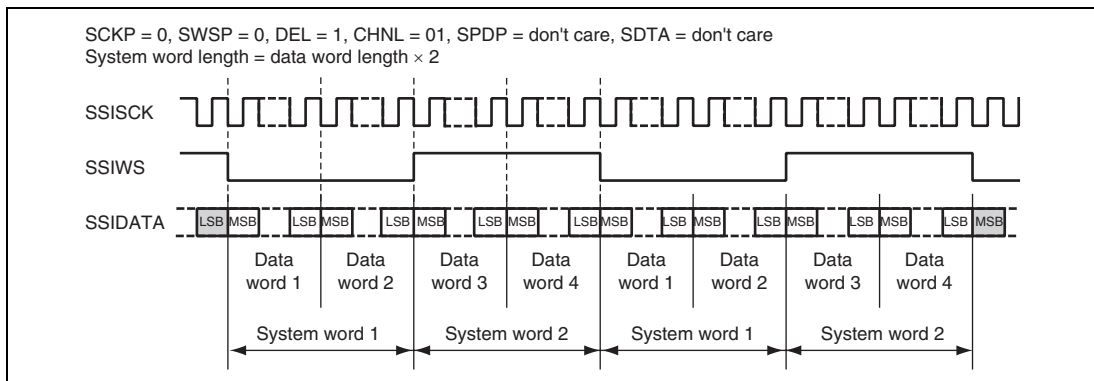 SCKP = 0, SWSP = 0, DEL = 1, CHNL = 01, SPDP = don't care, SDTA = don't care
System word length = data word length × 2
SSISCK
SSIWS
SSIDATA
LSB MSB LSB MSB LSB MSB LSB MSB LSB MSB LSB MSB LSB MSB LSB MSB LSB MSB
Data word 1
Data word 2
Data word 3
Data word 4
Data word 1
Data word 2
Data word 3
Data word 4
System word 1
System word 2
System word 1
System word 2